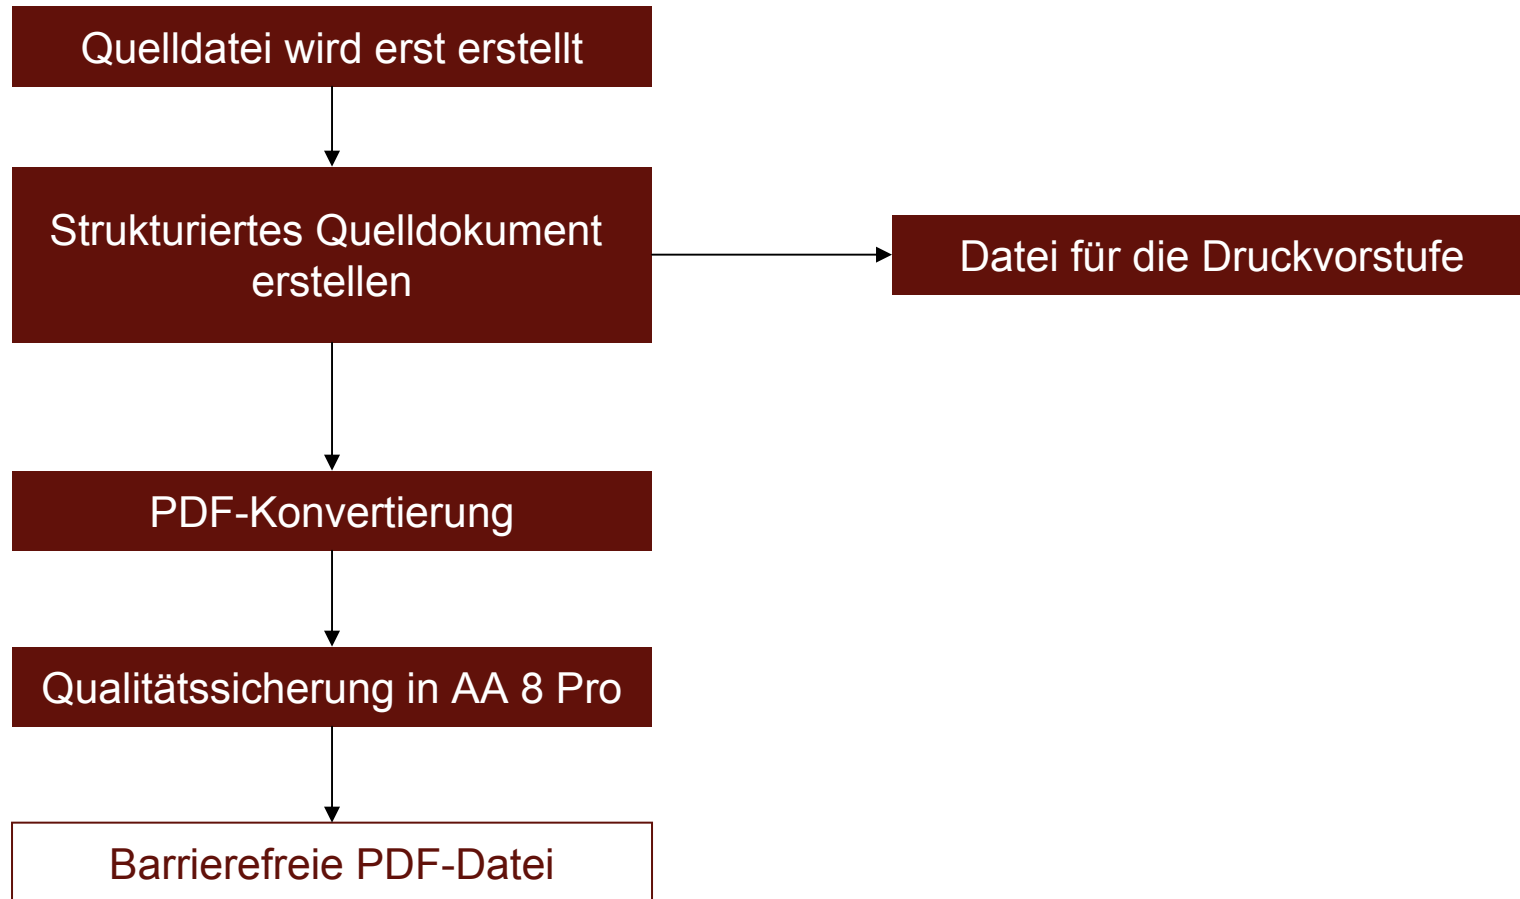 Quelldatei wird erst erstellt
Strukturiertes Quelldokument
erstellen
Datei für die Druckvorstufe
PDF-Konvertierung
Qualitätssicherung in AA 8 Pro
Barrierefreie PDF-Datei